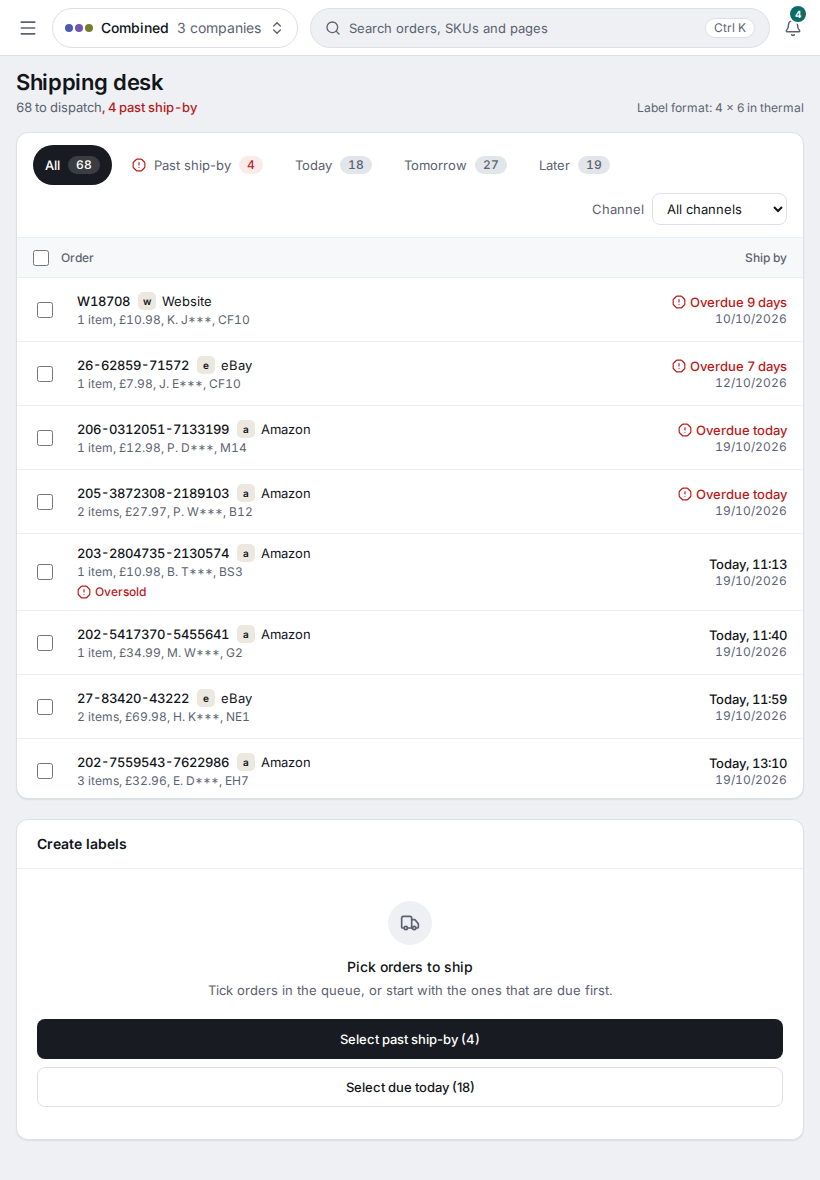 Combined 3 companies
Search orders, SKUs and pages Ctrl K
4
Shipping desk
68 to dispatch, 4 past ship-by
Label format: 4 × 6 in thermal
All 68 Past ship-by 4 Today 18 Tomorrow 27 Later 19
Channel All channels
Order Ship by
W18708 w Website
1 item, £10.98, K. J***, CF10
Overdue 9 days
10/10/2026
26-62859-71572 e eBay
1 item, £7.98, J. E***, CF10
Overdue 7 days
12/10/2026
206-0312051-7133199 a Amazon
1 item, £12.98, P. D***, M14
Overdue today
19/10/2026
205-3872308-2189103 a Amazon
2 items, £27.97, P. W***, B12
Overdue today
19/10/2026
203-2804735-2130574 a Amazon
1 item, £10.98, B. T***, BS3
Oversold
Today, 11:13
19/10/2026
202-5417370-5455641 a Amazon
1 item, £34.99, M. W***, G2
Today, 11:40
19/10/2026
27-83420-43222 e eBay
2 items, £69.98, H. K***, NE1
Today, 11:59
19/10/2026
202-7559543-7622986 a Amazon
3 items, £32.96, E. D***, EH7
Today, 13:10
19/10/2026
Create labels
Pick orders to ship
Tick orders in the queue, or start with the ones that are due first.
Select past ship-by (4)
Select due today (18)